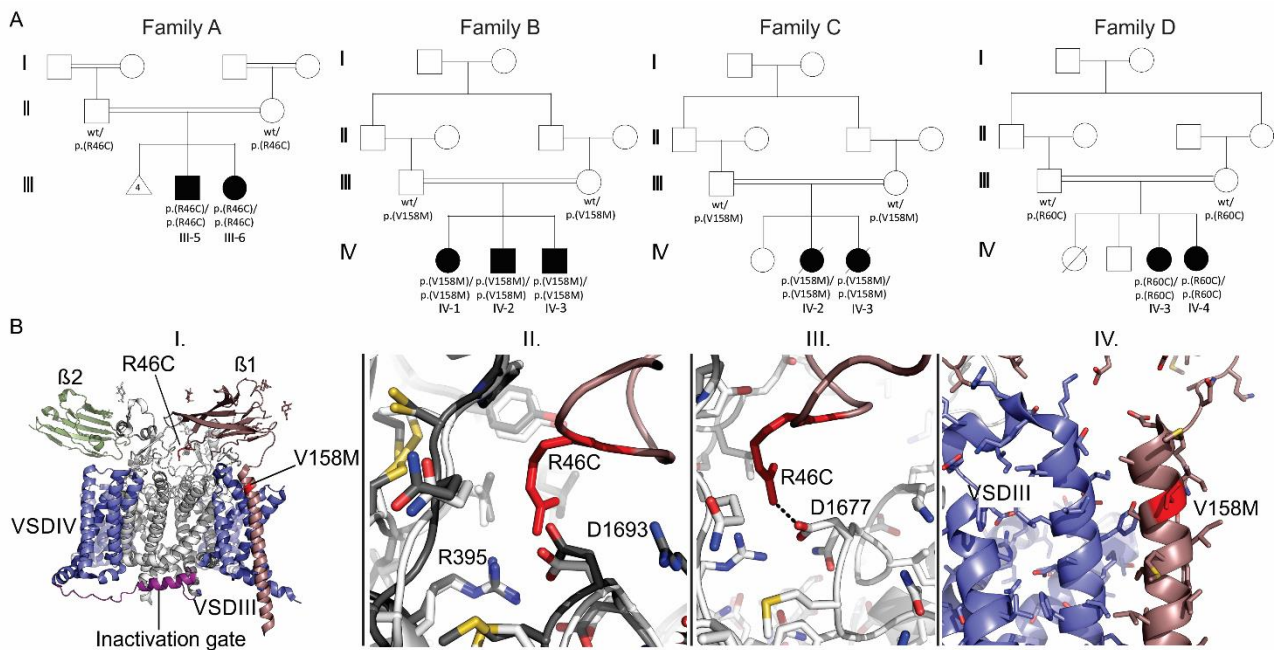 A
Family A
Family B
Family C
Family D
I
II
III
wt/
p.(R46C)
wt/
p.(R46C)
4
p.(R46C)/
p.(R46C)
III-5
p.(R46C)/
p.(R46C)
III-6
I
II
III
IV
wt/
p.(V158M)
wt/
p.(V158M)
p.(V158M)/
p.(V158M)
IV-1
p.(V158M)/
p.(V158M)
IV-2
p.(V158M)/
p.(V158M)
IV-3
I
II
III
IV
wt/
p.(V158M)
wt/
p.(V158M)
p.(V158M)/
p.(V158M)
IV-2
p.(V158M)/
p.(V158M)
IV-3
I
II
III
IV
wt/
p.(R60C)
wt/
p.(R60C)
p.(R60C)/
p.(R60C)
IV-3
p.(R60C)/
p.(R60C)
IV-4
B
I.
ß2
R46C
ß1
V158M
VSDIV
VSDIII
Inactivation gate
II.
R46C
D1693
R395
III.
R46C
D1677
IV.
VSDIII
V158M